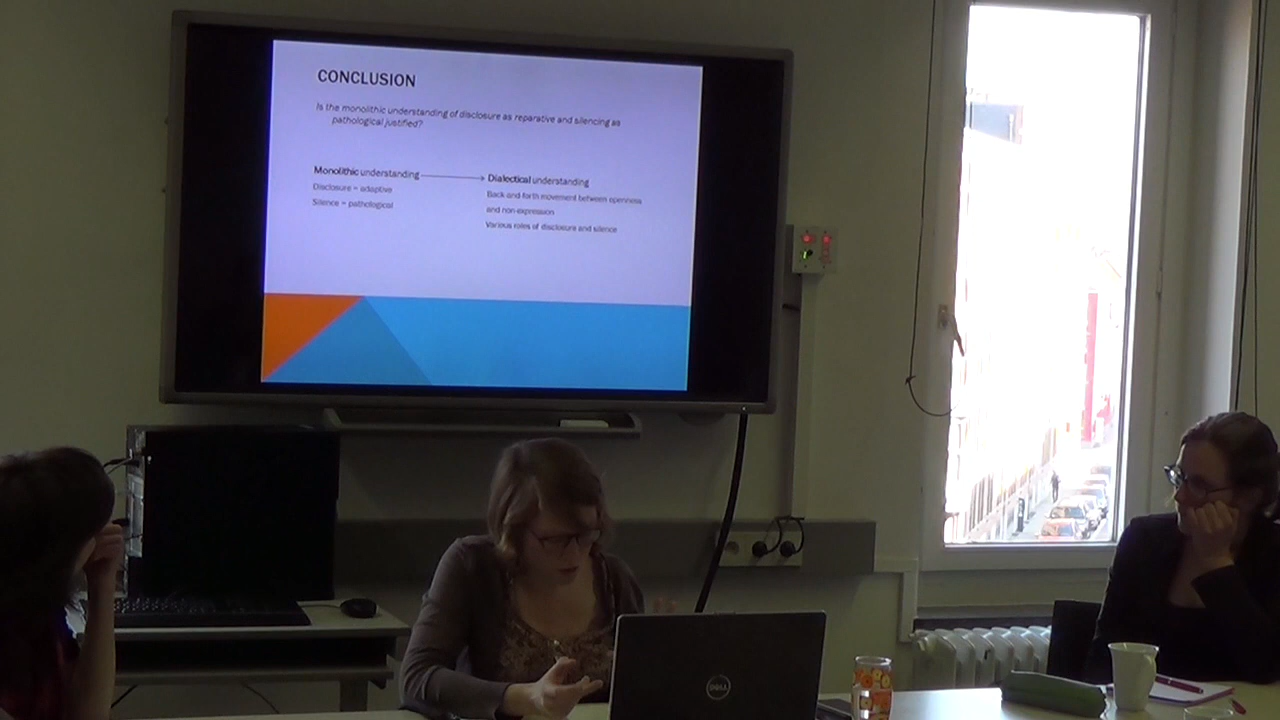 CONCLUSION
Is the monolithic understanding of disclosure as reparative and silencing as
pathological justified?
Monolithic understanding
Disclosure = adaptive
Silence = pathological
Dialectical understanding
Back-and-forth movement between openness
and non-expression
Various roles of disclosure and silence
DELL